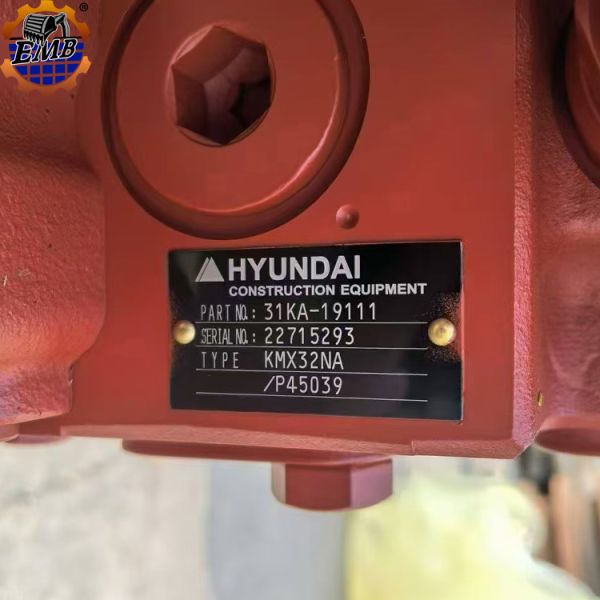 EMB
®
HYUNDAI
CONSTRUCTION EQUIPMENT
PART NO.: 31KA-19111
SERIAL NO.: 22715293
TYPE KMX32NA
/P45039